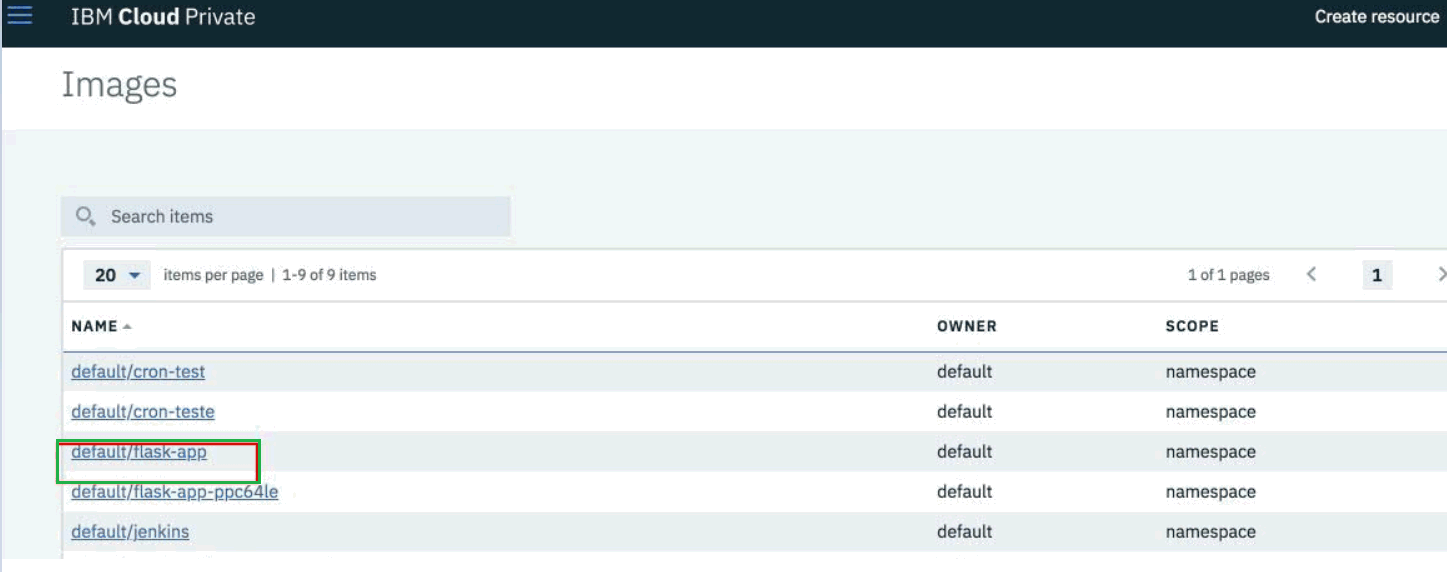 IBM Cloud Private Create resource
Images
Search items
20 items per page | 1-9 of 9 items 1 of 1 pages 1
NAME OWNER SCOPE
default/cron-test default namespace
default/cron-teste default namespace
default/flask-app default namespace
default/flask-app-ppc64le default namespace
default/jenkins default namespace